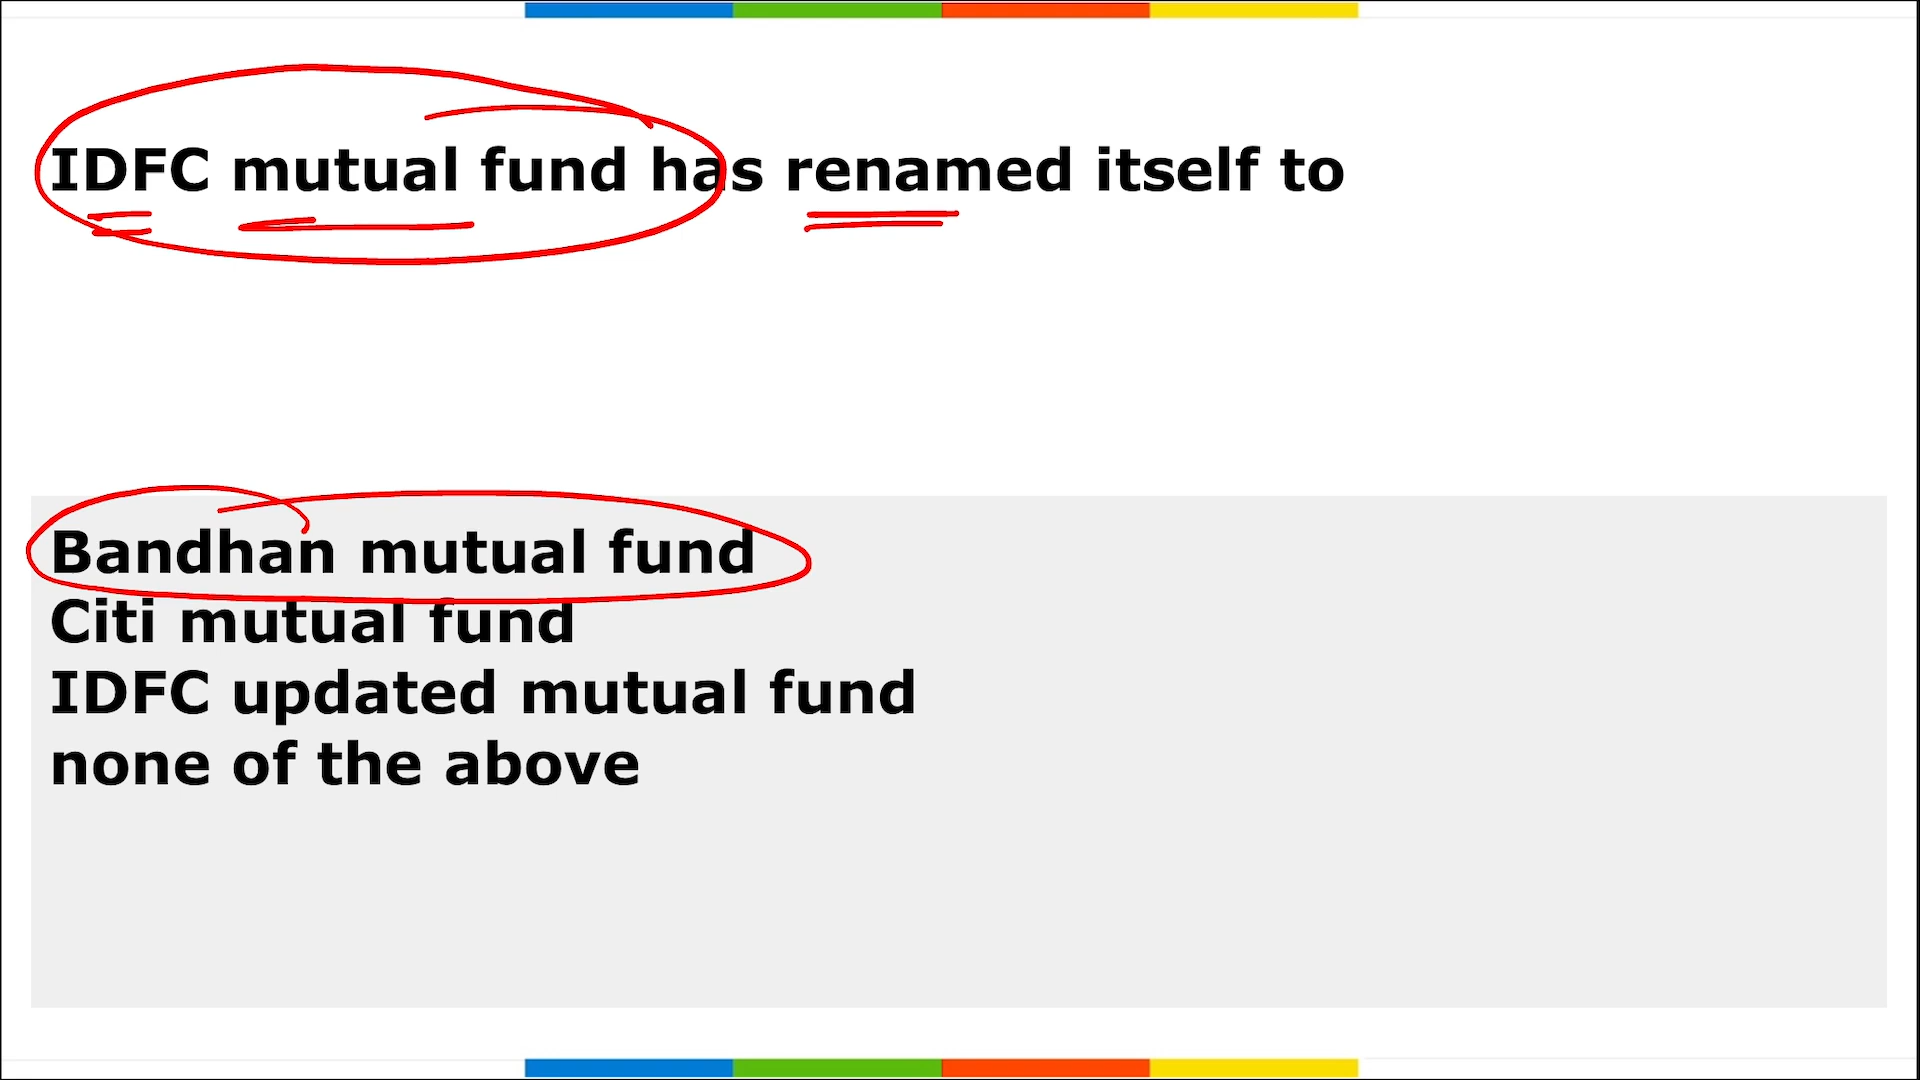 IDFC mutual fund has renamed itself to
Bandhan mutual fund
Citi mutual fund
IDFC updated mutual fund
none of the above